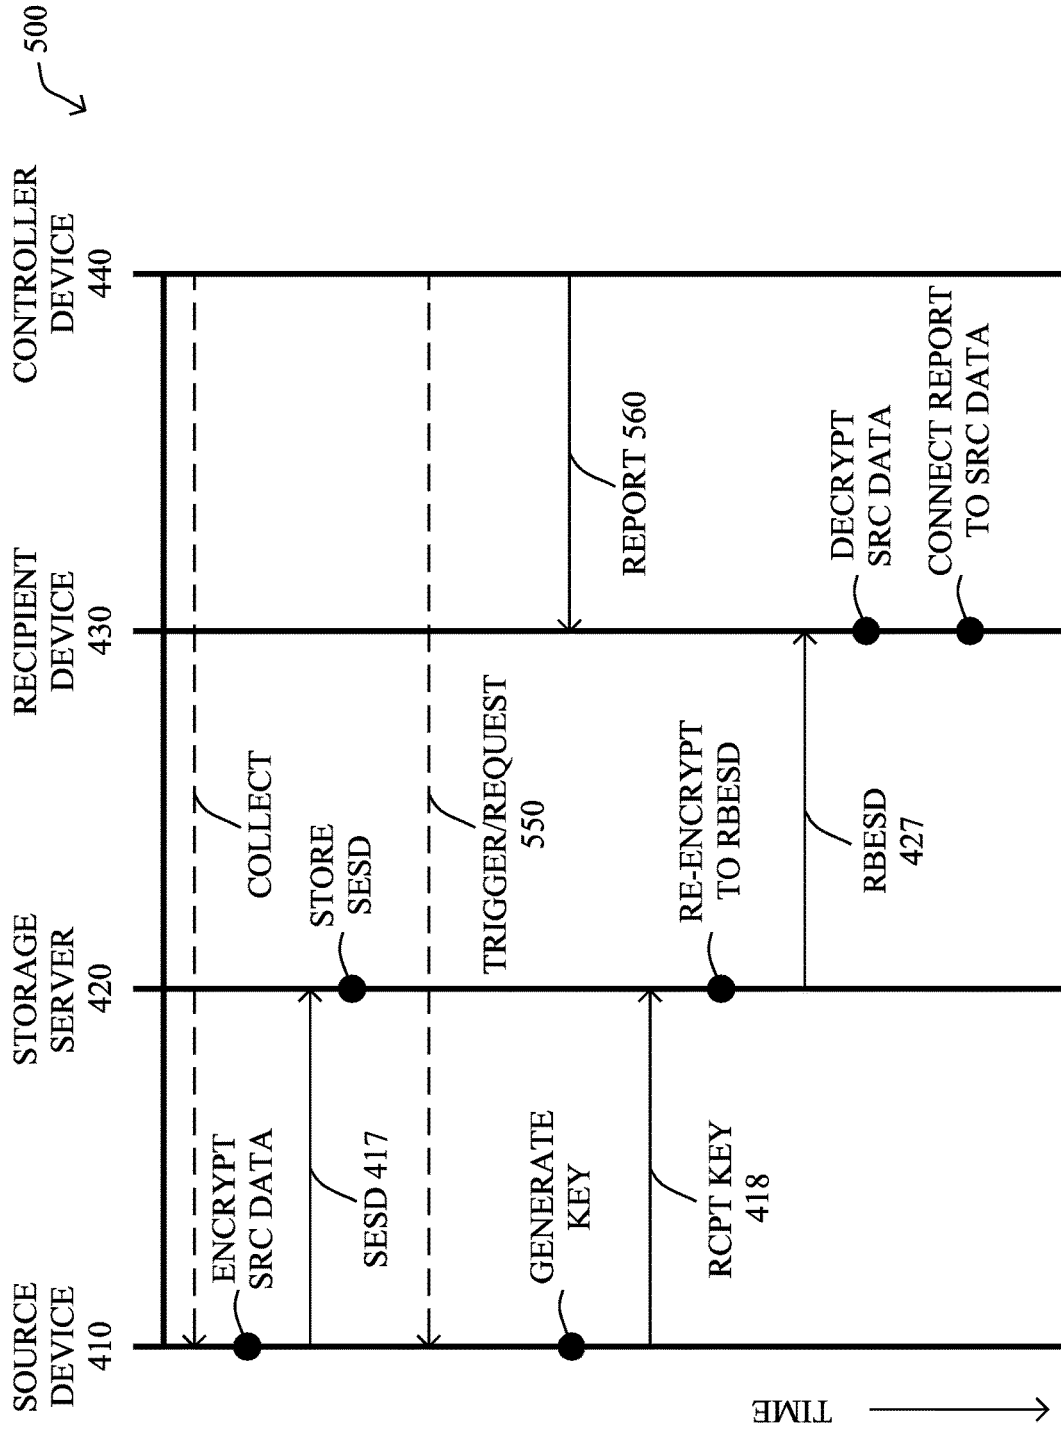 500
SOURCE
DEVICE
410
STORAGE
SERVER
420
RECIPIENT
DEVICE
430
CONTROLLER
DEVICE
440
COLLECT
ENCRYPT
SRC DATA
SESD 417
STORE
SESD
TRIGGER/REQUEST
550
GENERATE
KEY
REPORT 560
RCPT KEY
418
RE-ENCRYPT
TO RBESD
RBESD
427
DECRYPT
SRC DATA
CONNECT REPORT
TO SRC DATA
TIME